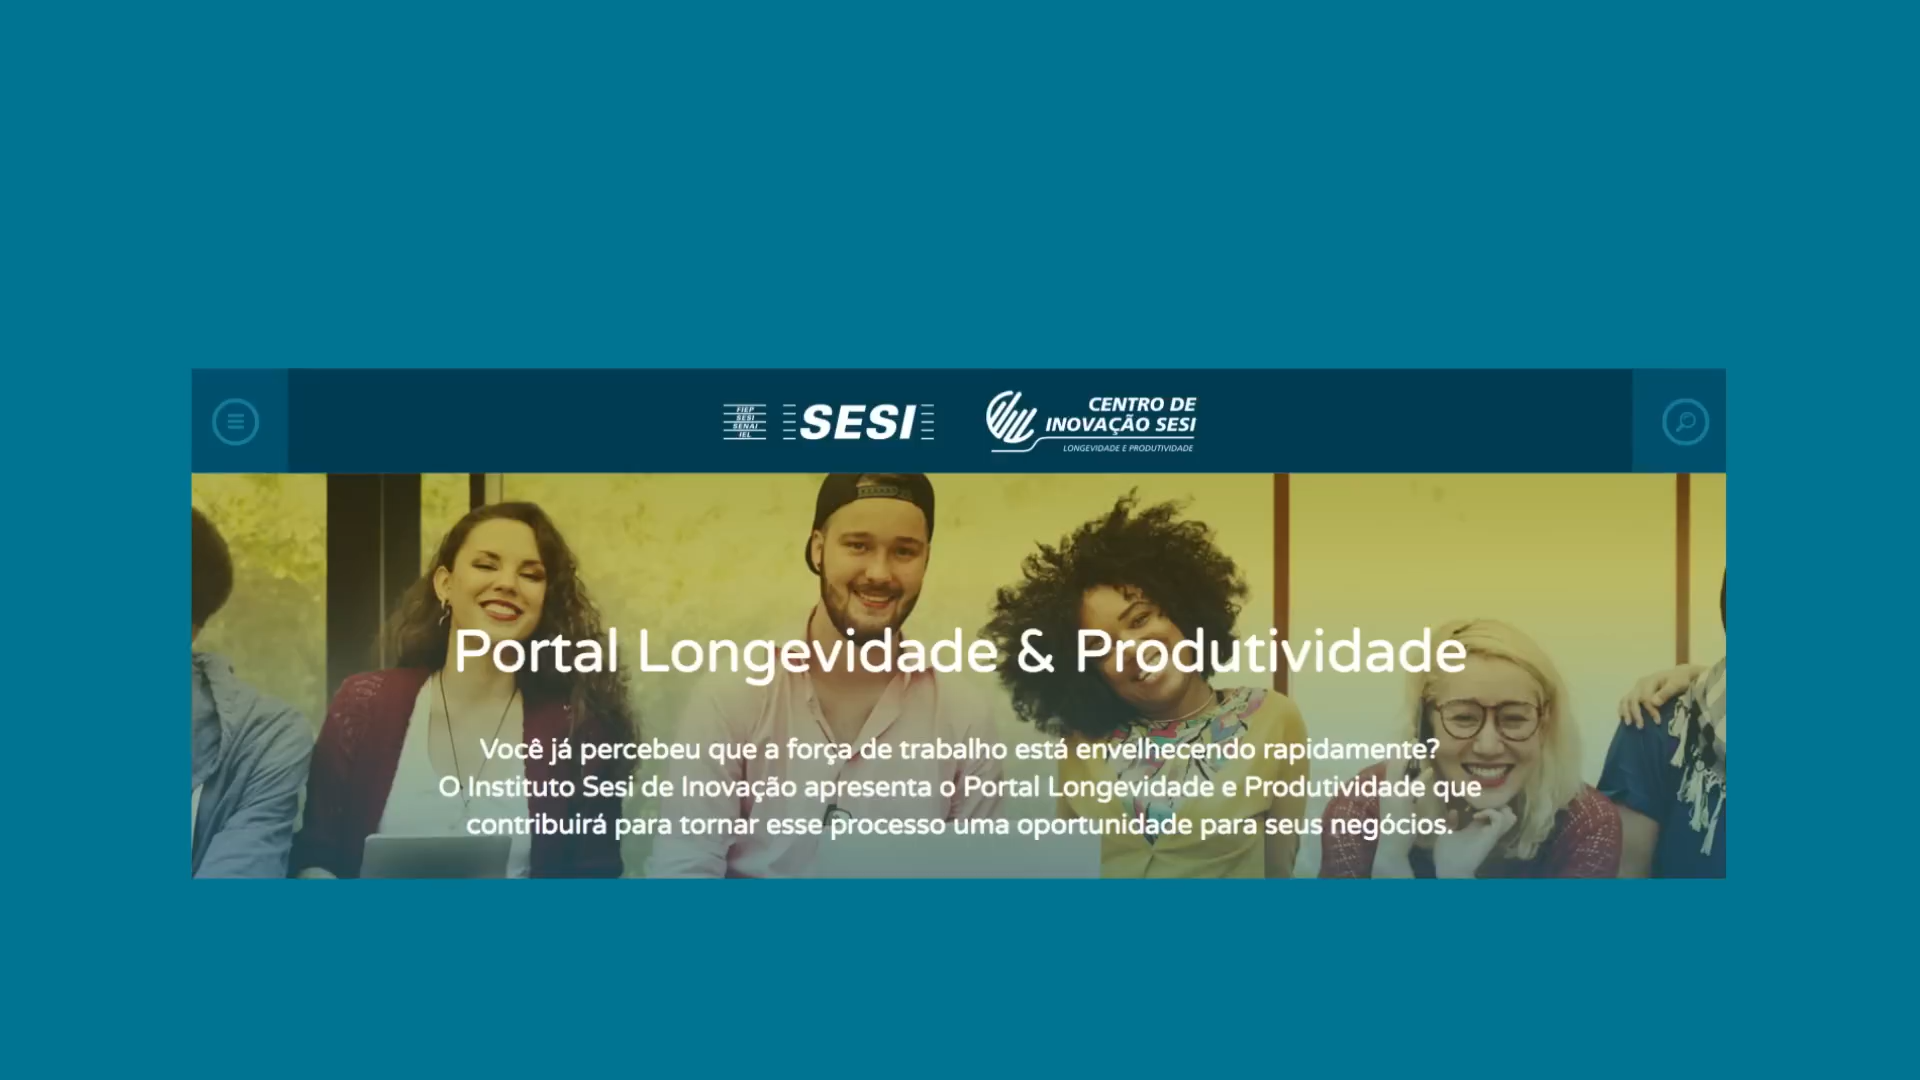 FIEP
SESI
SENAI
IEL
SESI
CENTRO DE
INOVAÇÃO SESI
LONGEVIDADE E PRODUTIVIDADE
Portal Longevidade & Produtividade
Você já percebeu que a força de trabalho está envelhecendo rapidamente?
O Instituto Sesi de Inovação apresenta o Portal Longevidade e Produtividade que
contribuirá para tornar esse processo uma oportunidade para seus negócios.